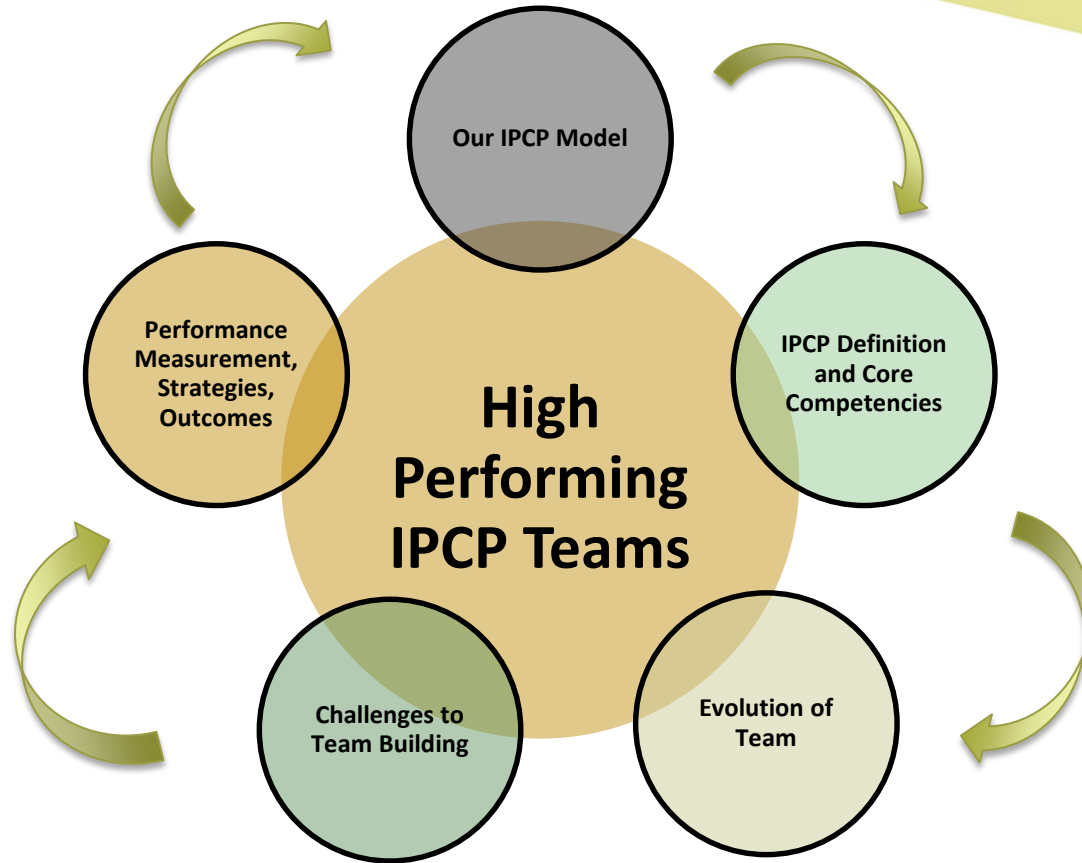 Our IPCP Model
Performance
Measurement,
Strategies,
Outcomes
IPCP Definition
and Core
Competencies
High
Performing
IPCP Teams
Challenges to
Team Building
Evolution of
Team